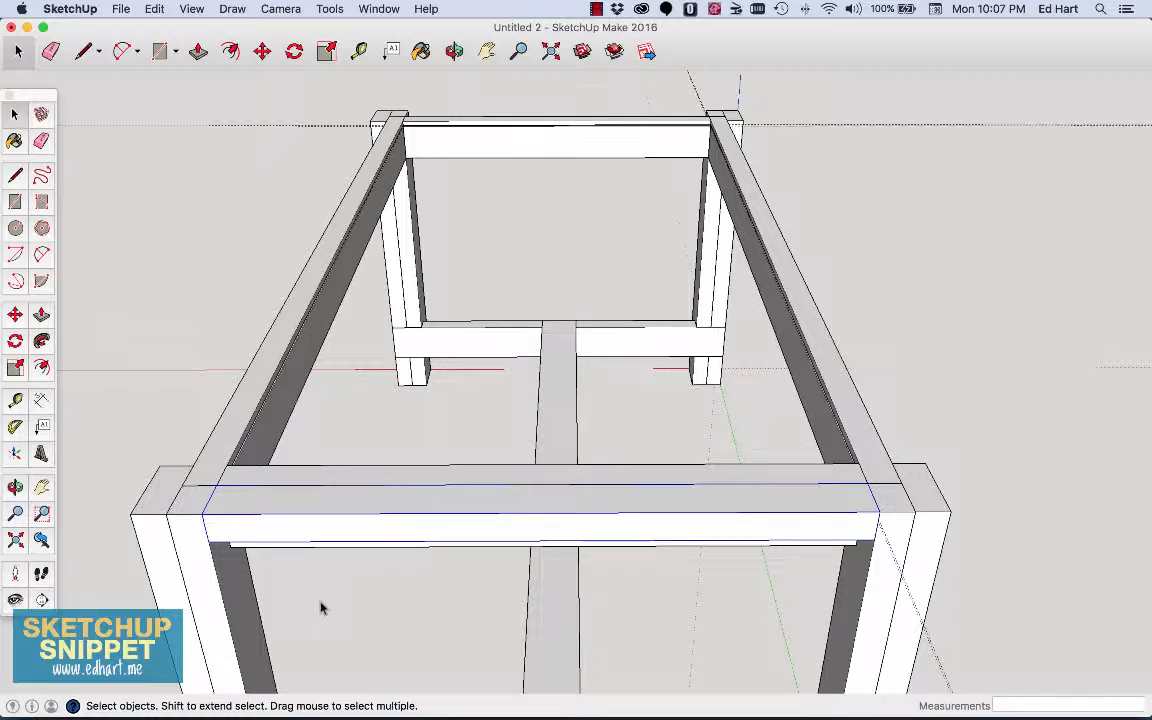 SketchUp File Edit View Draw Camera Tools Window Help 100% Mon 10:07 PM Ed Hart
Untitled 2 - SketchUp Make 2016
A1
A1
SKETCHUP
SNIPPET
www.edhart.me
Select objects. Shift to extend select. Drag mouse to select multiple.
Measurements